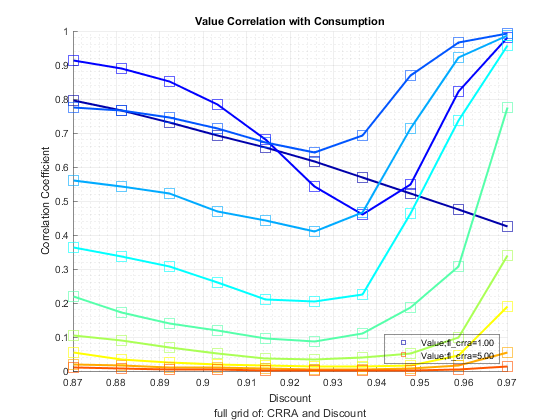 Value Correlation with Consumption
Correlation Coefficient
1
0.9
0.8
0.7
0.6
0.5
0.4
0.3
0.2
0.1
0
0.87 0.88 0.89 0.9 0.91 0.92 0.93 0.94 0.95 0.96 0.97
Value;fl_crra=1.00
Value;fl_crra=5.00
Discount
full grid of: CRRA and Discount